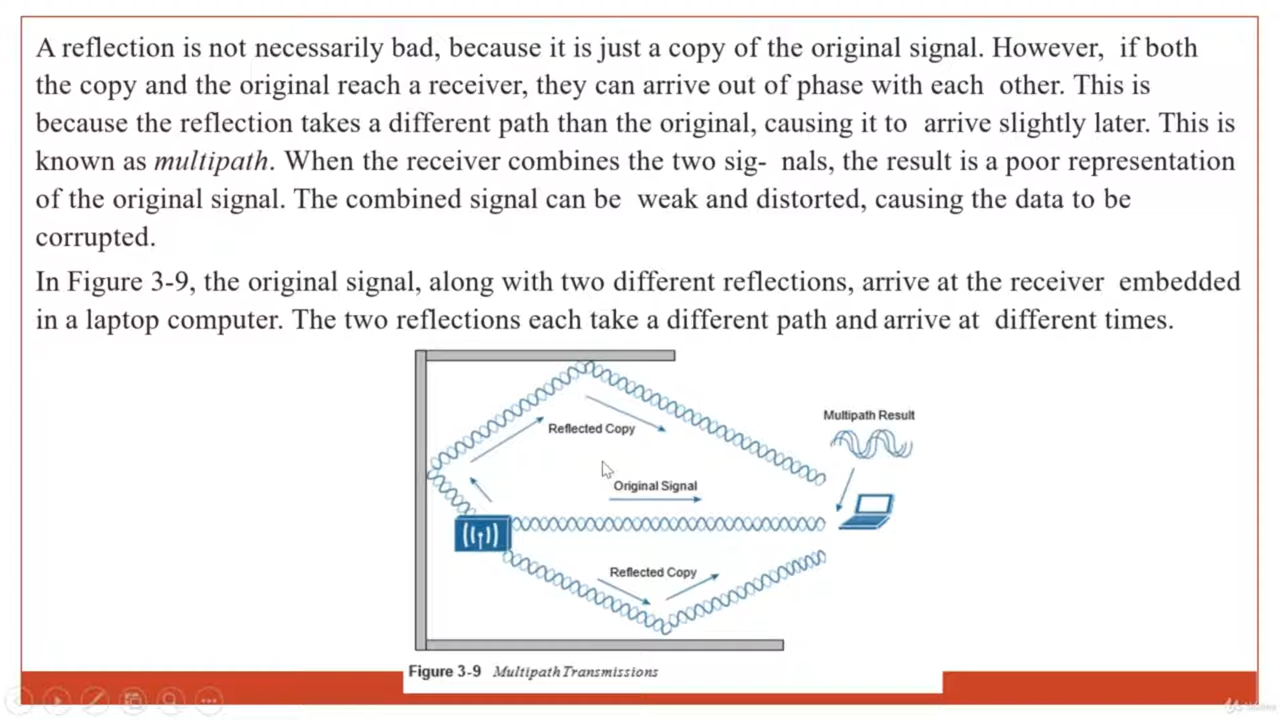 A reflection is not necessarily bad, because it is just a copy of the original signal. However, if both
the copy and the original reach a receiver, they can arrive out of phase with each other. This is
because the reflection takes a different path than the original, causing it to arrive slightly later. This is
known as multipath. When the receiver combines the two sig- nals, the result is a poor representation
of the original signal. The combined signal can be weak and distorted, causing the data to be
corrupted.
In Figure 3-9, the original signal, along with two different reflections, arrive at the receiver embedded
in a laptop computer. The two reflections each take a different path and arrive at different times.
Multipath Result
Reflected Copy
Original Signal
Reflected Copy
Figure 3-9 Multipath Transmissions